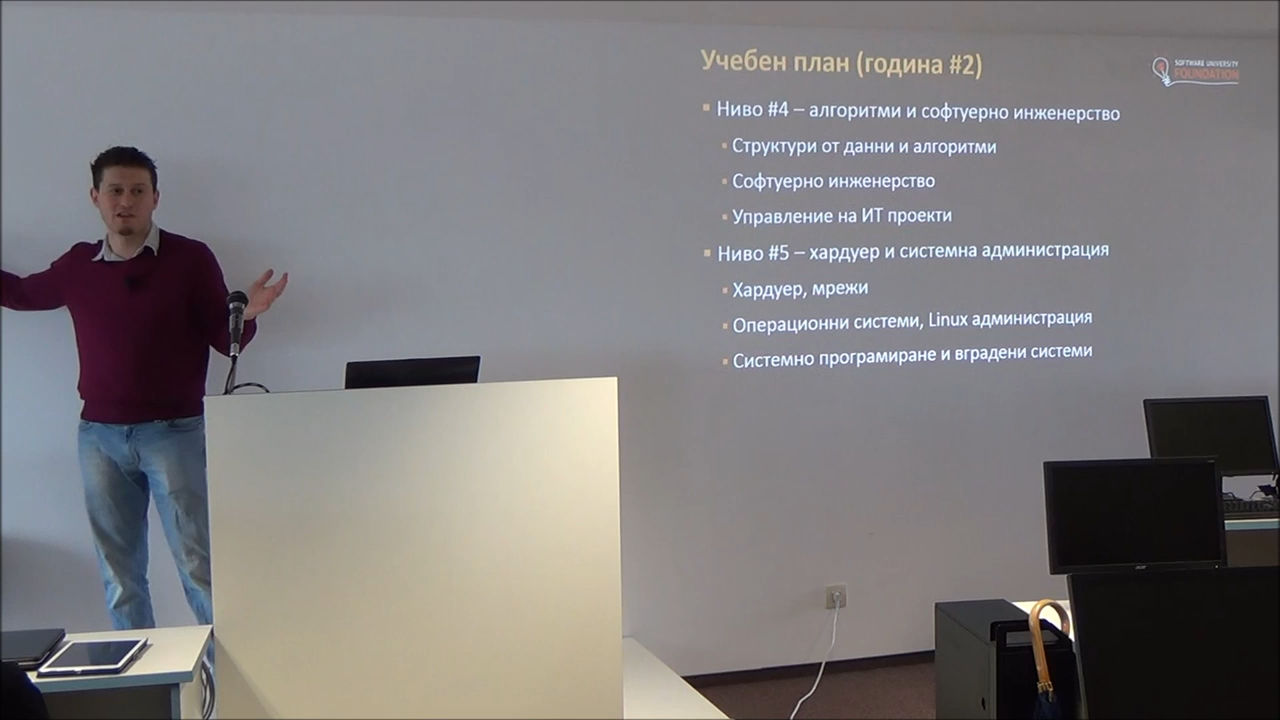 Учебен план (година #2)
SOFTWARE UNIVERSITY
FOUNDATION
Ниво #4 – алгоритми и софтуерно инженерство
Структури от данни и алгоритми
Софтуерно инженерство
Управление на ИТ проекти
Ниво #5 – хардуер и системна администрация
Хардуер, мрежи
Операционни системи, Linux администрация
Системно програмиране и вградени системи
acer